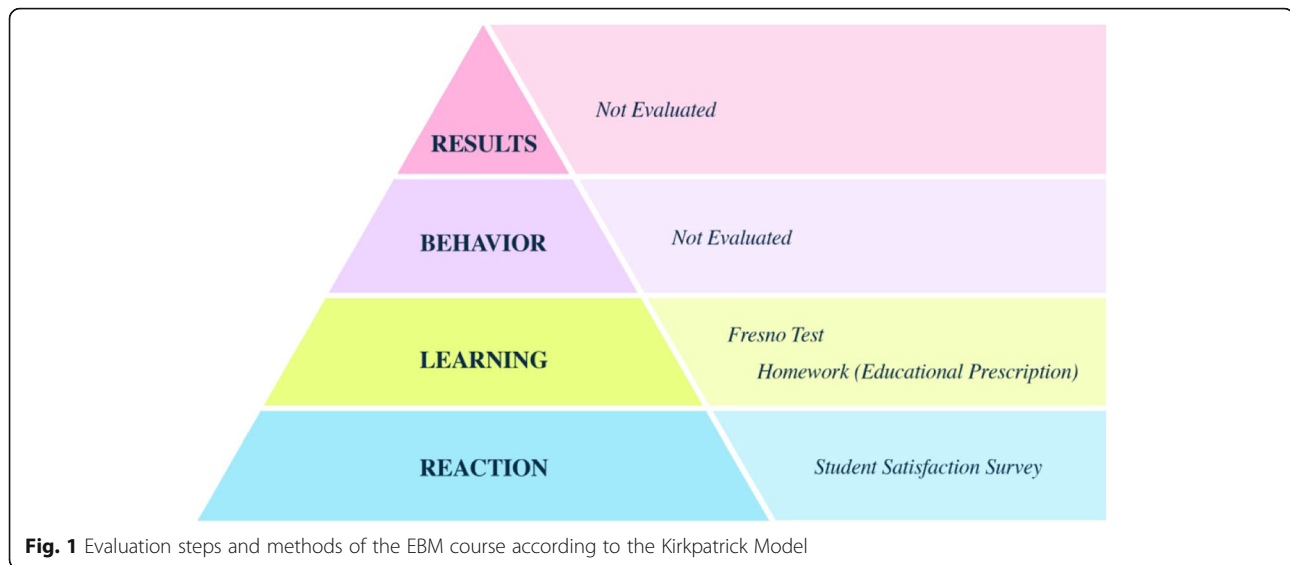 Not Evaluated
RESULTS
BEHAVIOR
Not Evaluated
Fresno Test
LEARNING
Homework (Educational Prescription)
REACTION
Student Satisfaction Survey
Fig. 1 Evaluation steps and methods of the EBM course according to the Kirkpatrick Model